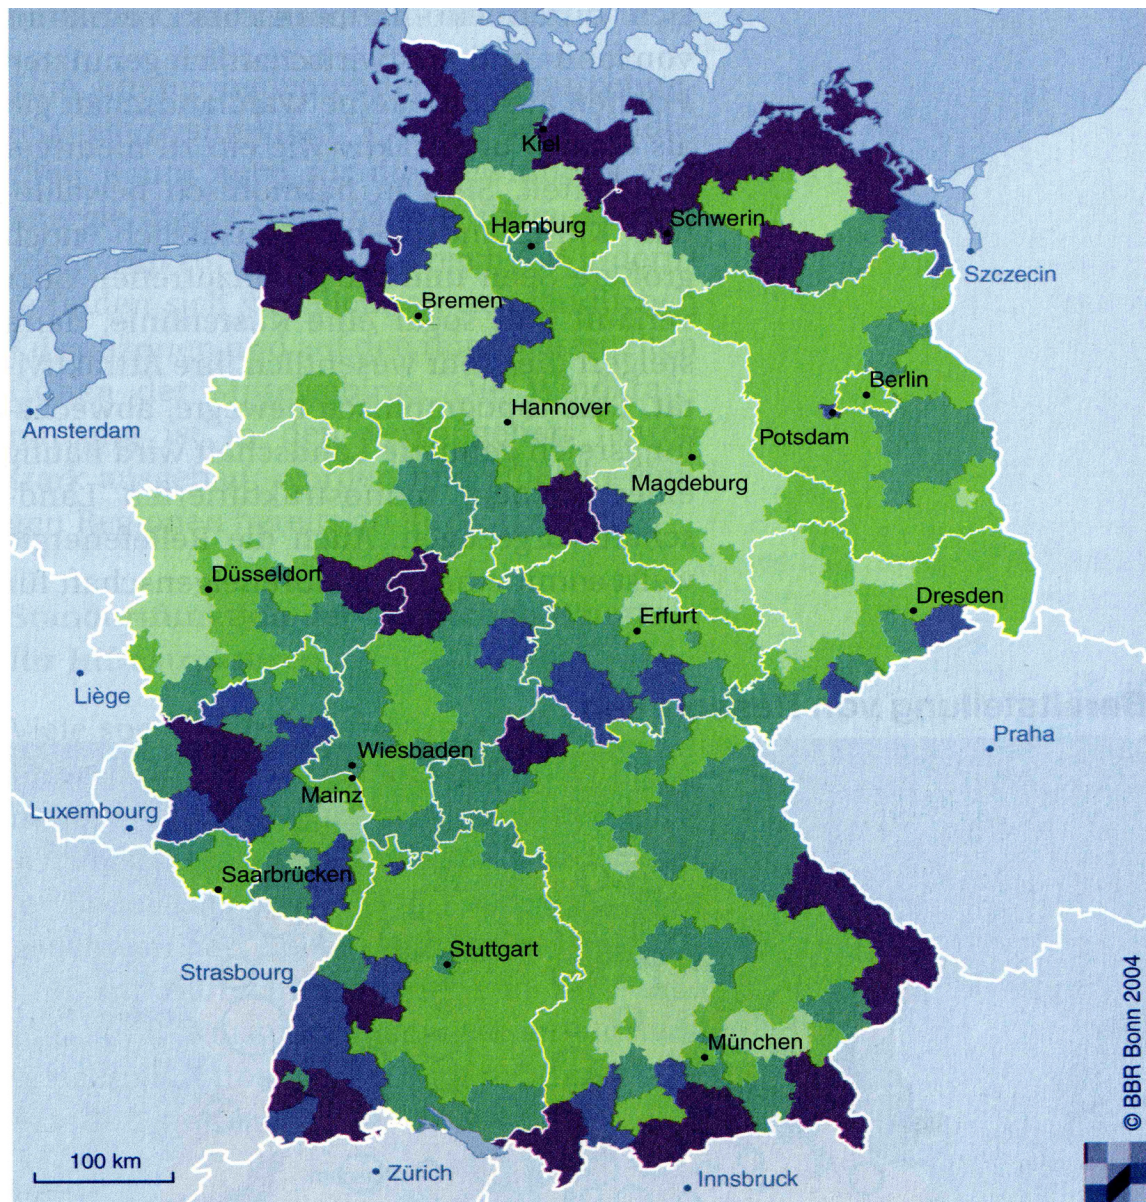 Kiel
Schwerin
Hamburg
Szczecin
Bremen
Berlin
Amsterdam
Hannover
Potsdam
Magdeburg
Düsseldorf
Dresden
Erfurt
Liège
Wiesbaden
Praha
Mainz
Luxembourg
Saarbrücken
Stuttgart
Strasbourg
München
© BBR Bonn 2004
100 km
Zürich
Innsbruck